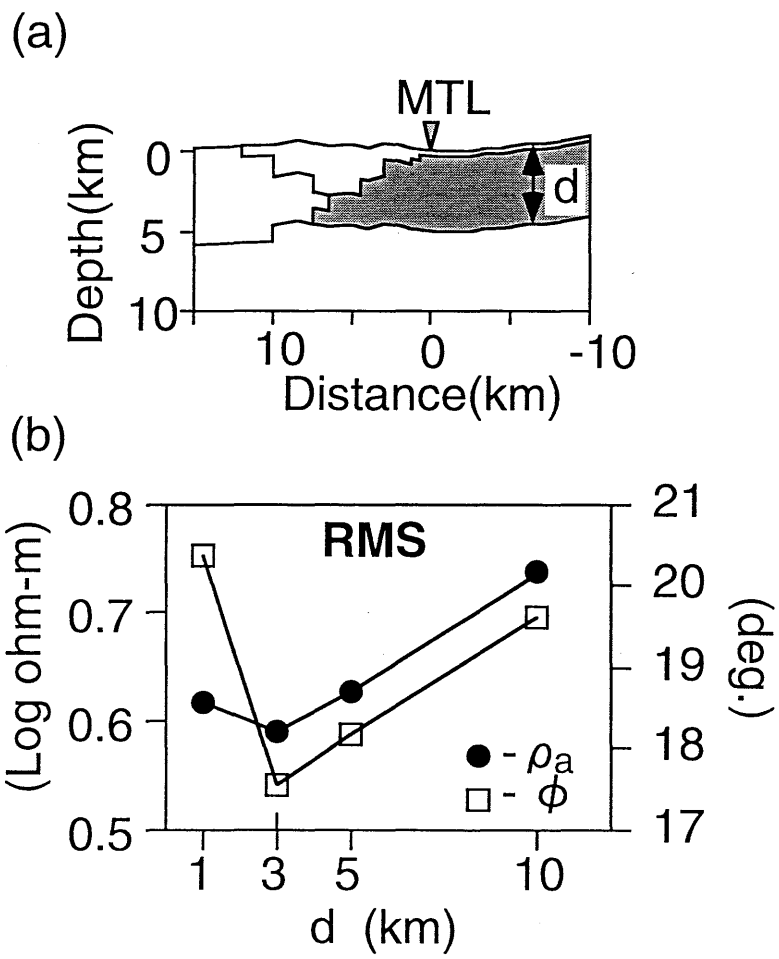 (a)
MTL
Depth(km)
0
5
10
d
10 0 -10
Distance(km)
(b)
RMS
(Log ohm-m)
0.8
0.7
0.6
0.5
21
20
19
18
17
(deg.)
- ρa
- ϕ
1 3 5 10
d (km)